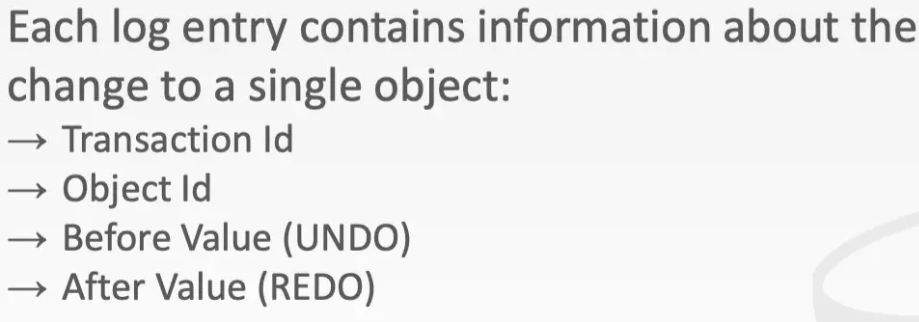 Each log entry contains information about the
change to a single object:
→ Transaction Id
→ Object Id
→ Before Value (UNDO)
→ After Value (REDO)